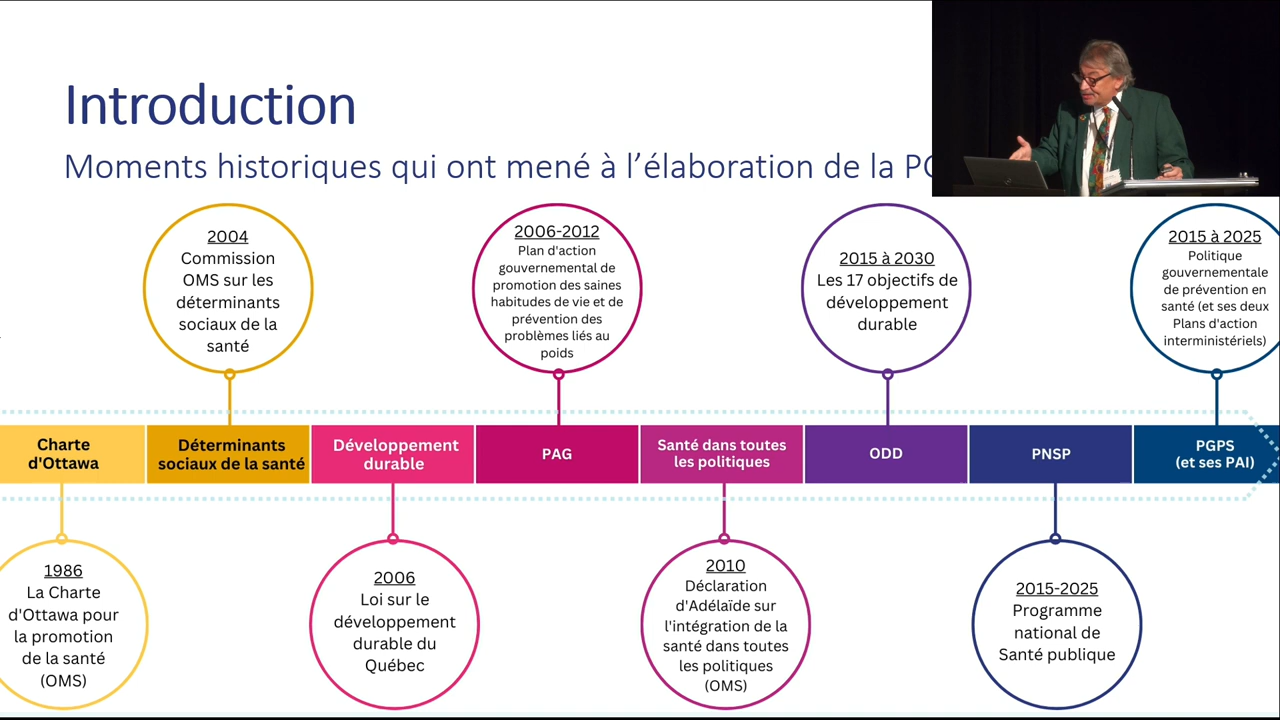 Introduction
Moments historiques qui ont mené à l'élaboration de la
2004
Commission
OMS sur les
déterminants
sociaux de la
santé
2006-2012
Plan d'action
gouvernemental de
promotion des saines
habitudes de vie et de
prévention des
problèmes liés au
poids
2015 à 2030
Les 17 objectifs de
développement
durable
2015 à 2025
Politique
gouvernementale
de prévention en
santé (et ses deux
Plans d'action
interministériels)
Charte
d'Ottawa
Déterminants
sociaux de la santé
Développement
durable
PAG
Santé dans toutes
les politiques
ODD
PNSP
PGPS
(et ses PAI)
1986
La Charte
d'Ottawa pour
la promotion
de la santé
(OMS)
2006
Loi sur le
développement
durable du
Québec
2010
Déclaration
d'Adélaïde sur
l'intégration de la
santé dans toutes
les politiques
(OMS)
2015-2025
Programme
national de
Santé publique